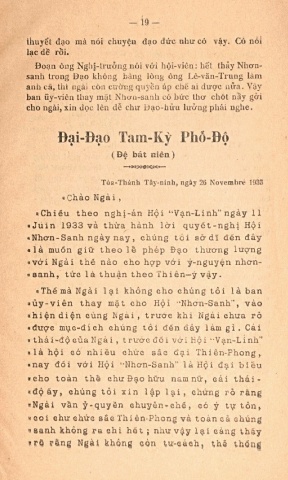 — 19 —
thuyết đạo mà nói chuyện đạo đức như có vậy. Có nói
lạc dễ rồi.
Đoạn ông Nghị-trưởng nói với hội-viên: hết thảy Nhơn-
sanh trong Đạo không bằng lòng ông Lê-văn-Trung làm
anh cả, thì ngài còn cường quyền áp chế ai được nữa. Vậy
ban ủy-viên thay mặt Nhơn-sanh có bức thơ chót nầy gửi
cho ngài, xin đọc lên để chư Đạo-hữu lưỡng phải nghe.
Đại-Đạo Tam-Kỳ Phổ-Độ
(Đệ bát niên)
Tòa-Thánh Tây-ninh, ngày 26 Novembre 1933
«Chào Ngài,
«Chiếu theo nghị-án Hội "Vạn-Linh" ngày 11
«Juin 1933 và thừa hành lời quyết-nghị Hội
«Nhơn-Sanh ngày nay, chúng tôi sở dĩ đến đây
«là muốn giữ theo lễ phép Đạo thương lượng
«với Ngài thế nào cho hợp với ý-nguyện nhơn-
«sanh, tức là thuận theo Thiên-ý vậy.
«Thế mà Ngài lại không cho chúng tôi là ban
«ủy-viên thay mặt cho Hội "Nhơn-Sanh", vào
«hiện diện cùng Ngài, trước khi Ngài chưa rõ
«được mục-đích chúng tôi đến đây làm gì. Cái
«thái-độ của Ngài, trước đối với Hội "Vạn-Linh"
«là hội có nhiều chức sắc đại Thiên-Phong,
«nay đối với Hội "Nhơn-Sanh" là Hội đại biểu
«cho toàn thể chư Đạo hữu nam nữ, cái thái-
«độ ấy, chúng tôi xin lập lại, chứng rõ rằng
«Ngài vẫn ỷ-quyền chuyên-chế, có ý tự tôn,
«coi chư chức sắc Thiên-Phong và toàn cả chúng
«sanh không ra chi hết; như vậy lại càng thấy
«rõ rằng Ngài không còn tư-cách, thể thống